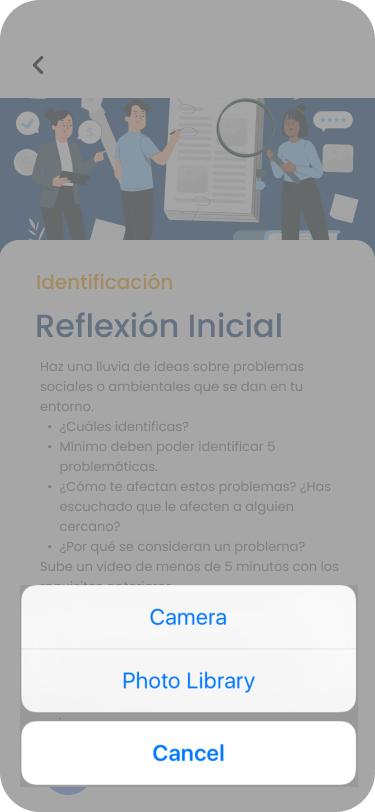 Identificación
Reflexión Inicial
Haz una lluvia de ideas sobre problemas
sociales o ambientales que se dan en tu
entorno.
• ¿Cuáles identificas?
• Mínimo deben poder identificar 5
problemáticas.
• ¿Cómo te afectan estos problemas? ¿Has
escuchado que le afecten a alguien
cercano?
• ¿Por qué se consideran un problema?
Sube un video de menos de 5 minutos con los
Camera
Photo Library
Cancel